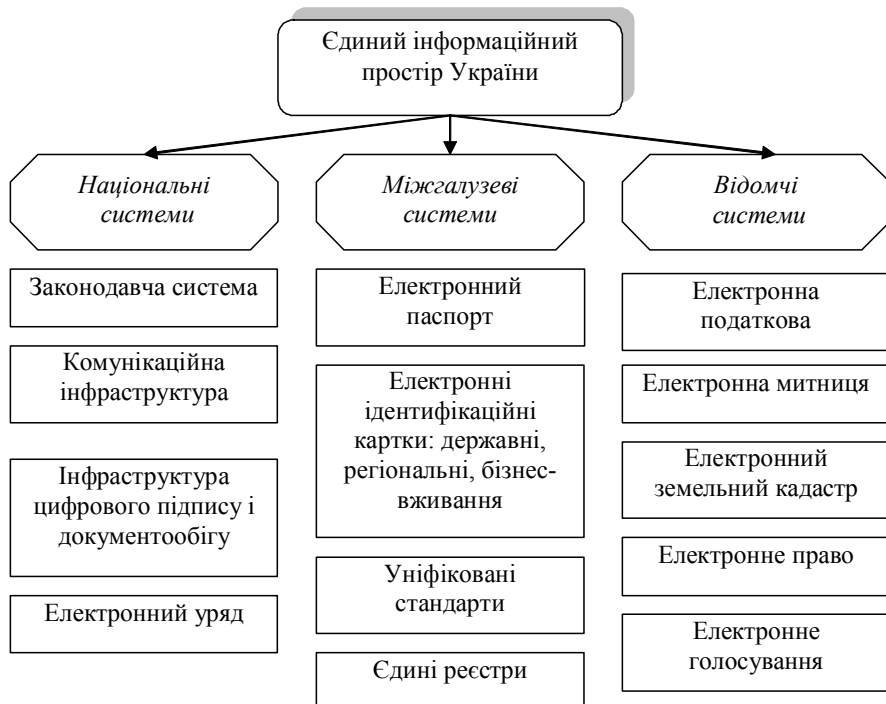 Єдиний інформаційний
простір України
Національні
системи
Міжгалузеві
системи
Відомчі
системи
Законодавча система
Комунікаційна
інфраструктура
Інфраструктура
цифрового підпису і
документообігу
Електронний уряд
Електронний
паспорт
Електронні
ідентифікаційні
картки: державні,
регіональні, бізнес-
вживання
Уніфіковані
стандарти
Єдині реєстри
Електронна
податкова
Електронна митниця
Електронний
земельний кадастр
Електронне право
Електронне
голосування